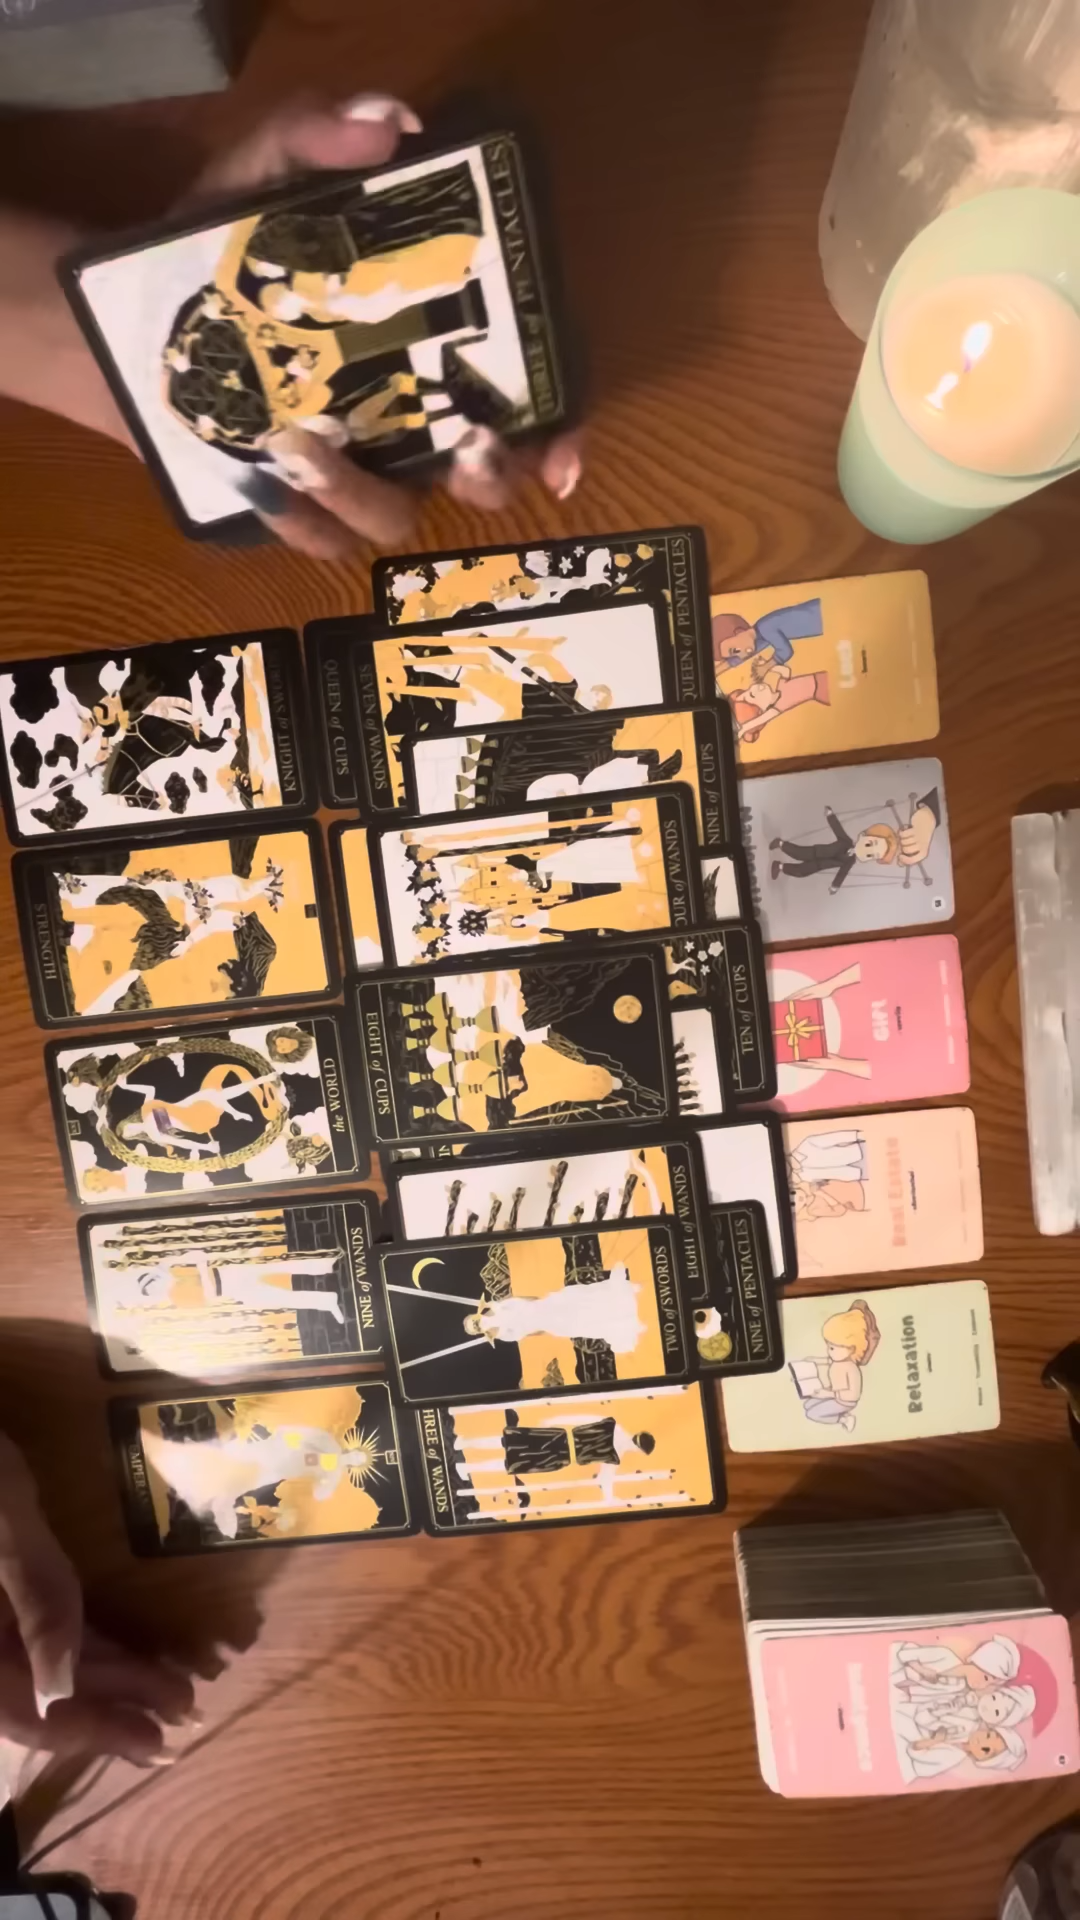 THREE of PENTACLES
QUEEN of PENTACLES
KNIGHT of SWORDS
QUEEN of CUPS
SEVEN of WANDS
NINE of CUPS
STRENGTH
FOUR of WANDS
TEN of CUPS
EIGHT of CUPS
the WORLD
NINE of WANDS
EIGHT of WANDS
TWO of SWORDS
NINE of PENTACLES
THREE of WANDS
Gift
Real Estate
Relaxation